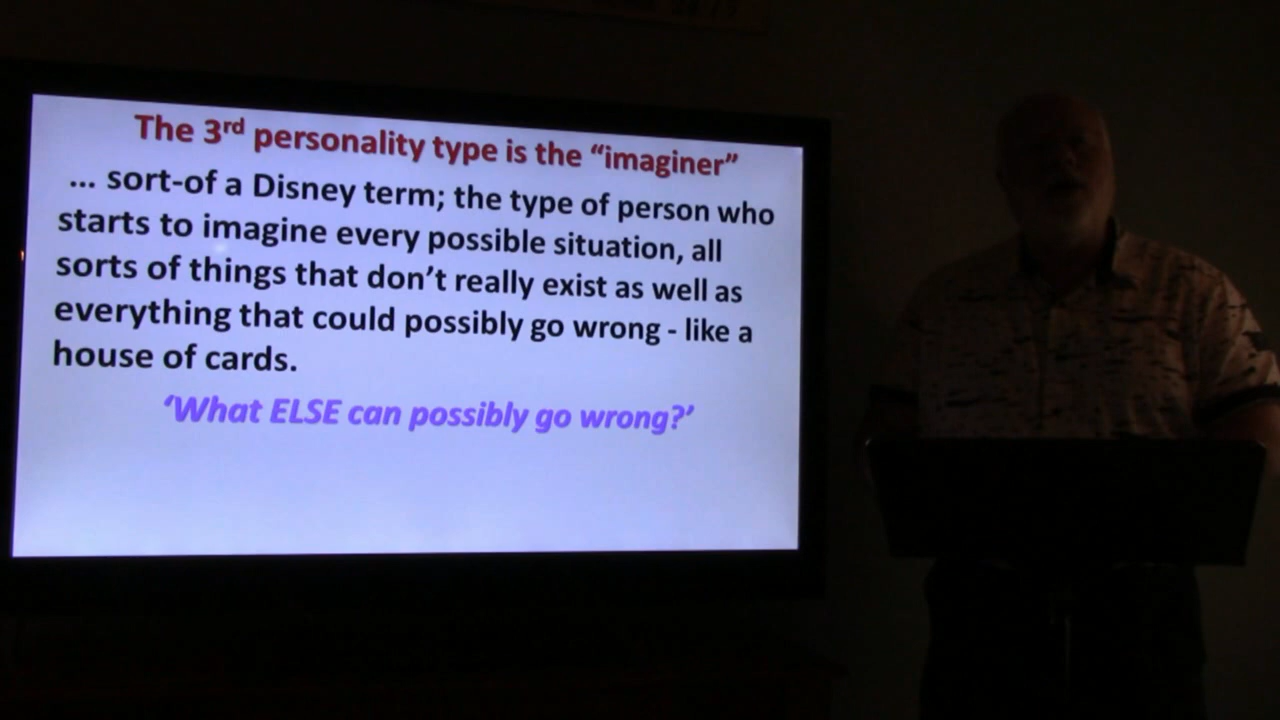 The 3rd personality type is the “imaginer”
... sort-of a Disney term; the type of person who
starts to imagine every possible situation, all
sorts of things that don’t really exist as well as
everything that could possibly go wrong - like a
house of cards.
‘What ELSE can possibly go wrong?’